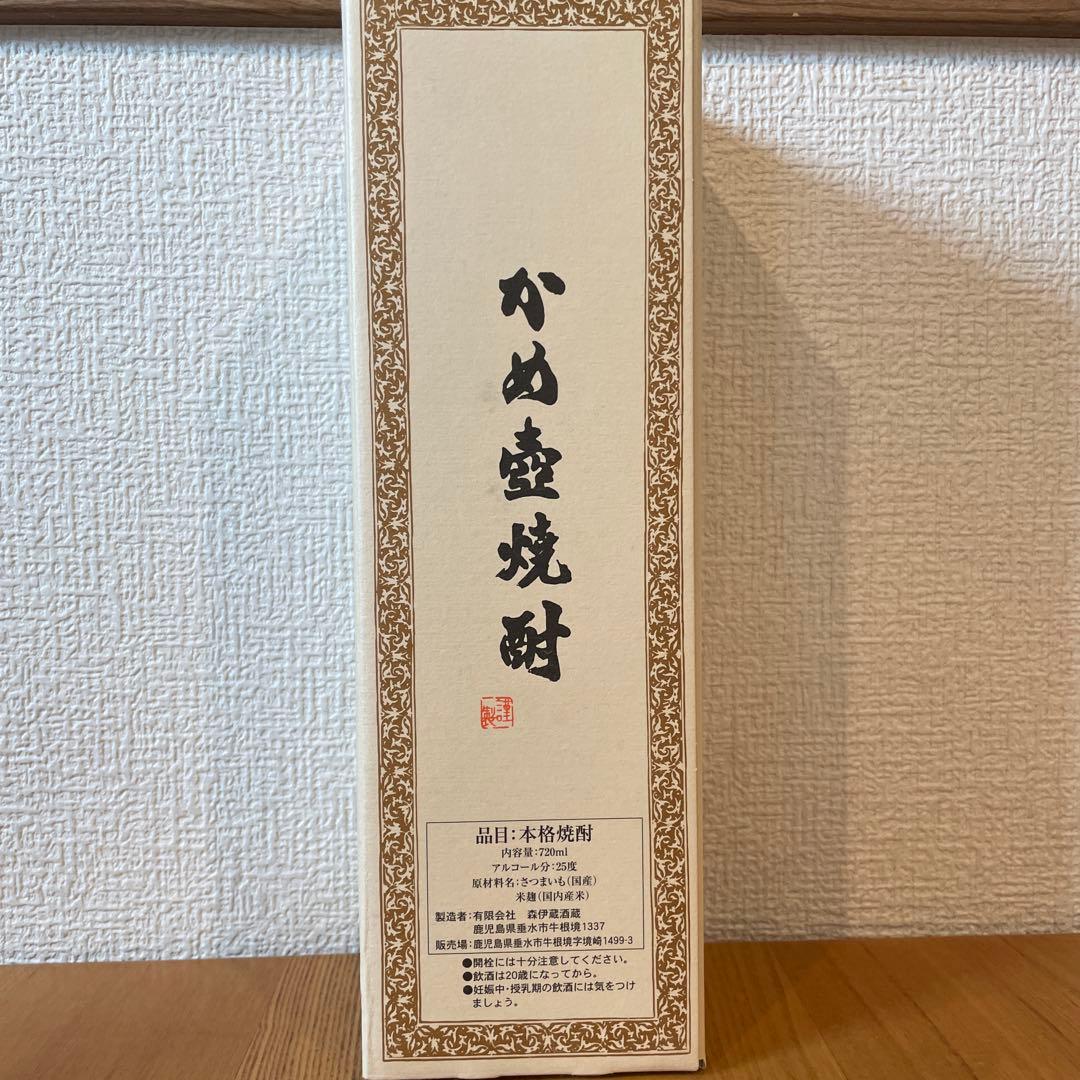 かめ壺焼酎
謹製
品目：本格焼酎
内容量：720ml
アルコール分：25度
原材料名：さつまいも（国産）
米麹（国内産米）
製造者：有限会社　森伊蔵酒蔵
鹿児島県垂水市牛根境1337
販売場：鹿児島県垂水市牛根境字境崎1499-3
●開栓には十分注意してください。
●飲酒は20歳になってから。
●妊娠中・授乳期の飲酒には気をつけ
ましょう。